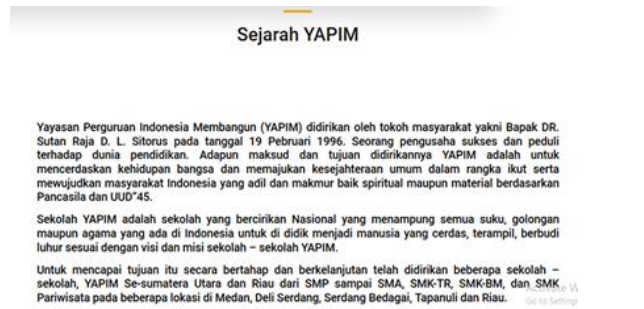 Sejarah YAPIM
Yayasan Perguruan Indonesia Membangun (YAPIM) didirikan oleh tokoh masyarakat yakni Bapak DR.
Sutan Raja D. L. Sitorus pada tanggal 19 Pebruari 1996. Seorang pengusaha sukses dan peduli
terhadap dunia pendidikan. Adapun maksud dan tujuan didirikannya YAPIM adalah untuk
mencerdaskan kehidupan bangsa dan memajukan kesejahteraan umum dalam rangka ikut serta
mewujudkan masyarakat Indonesia yang adil dan makmur baik spiritual maupun material berdasarkan
Pancasila dan UUD"45.
Sekolah YAPIM adalah sekolah yang bercirikan Nasional yang menampung semua suku, golongan
maupun agama yang ada di Indonesia untuk di didik menjadi manusia yang cerdas, terampil, berbudi
luhur sesuai dengan visi dan misi sekolah – sekolah YAPIM.
Untuk mencapai tujuan itu secara bertahap dan berkelanjutan telah didirikan beberapa sekolah –
sekolah, YAPIM Se-sumatera Utara dan Riau dari SMP sampai SMA, SMK-TR, SMK-BM, dan SMK
Pariwisata pada beberapa lokasi di Medan, Deli Serdang, Serdang Bedagai, Tapanuli dan Riau.
Go to Setting